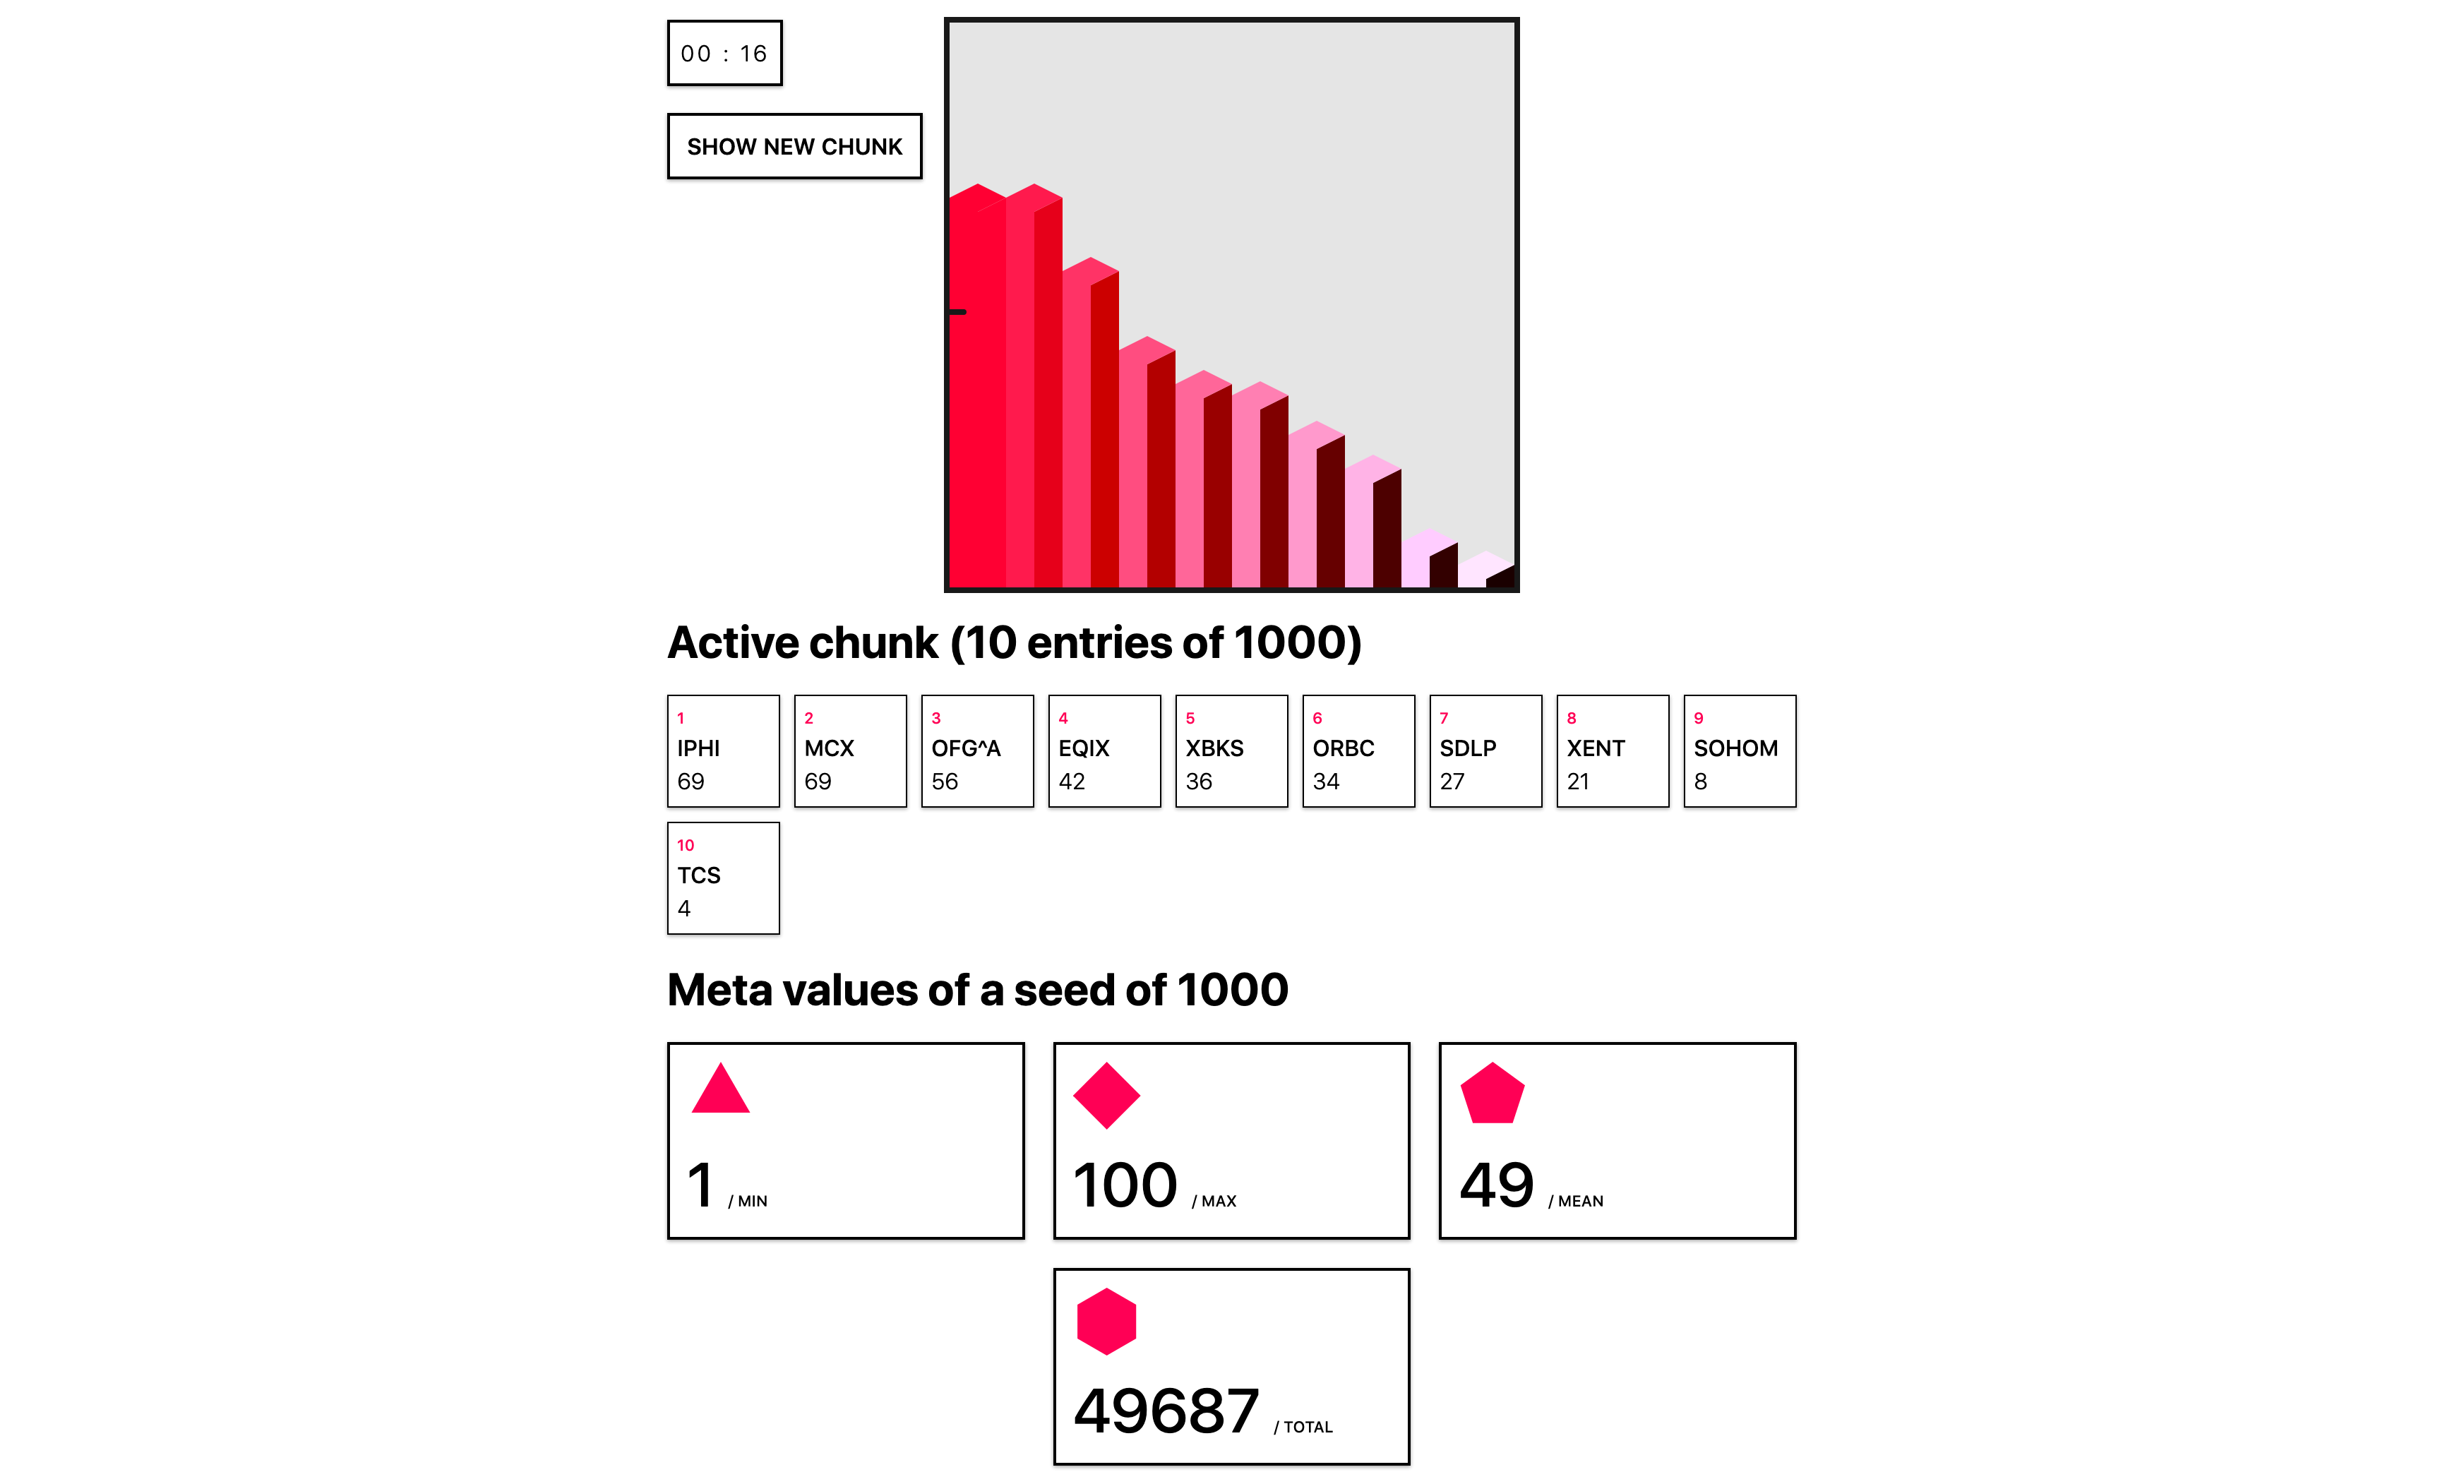 00 : 16
SHOW NEW CHUNK
Active chunk (10 entries of 1000)
1
IPHI
69
2
MCX
69
3
OFG^A
56
4
EQIX
42
5
XBKS
36
6
ORBC
34
7
SDLP
27
8
XENT
21
9
SOHOM
8
10
TCS
4
Meta values of a seed of 1000
1 / MIN
100 / MAX
49 / MEAN
49687 / TOTAL